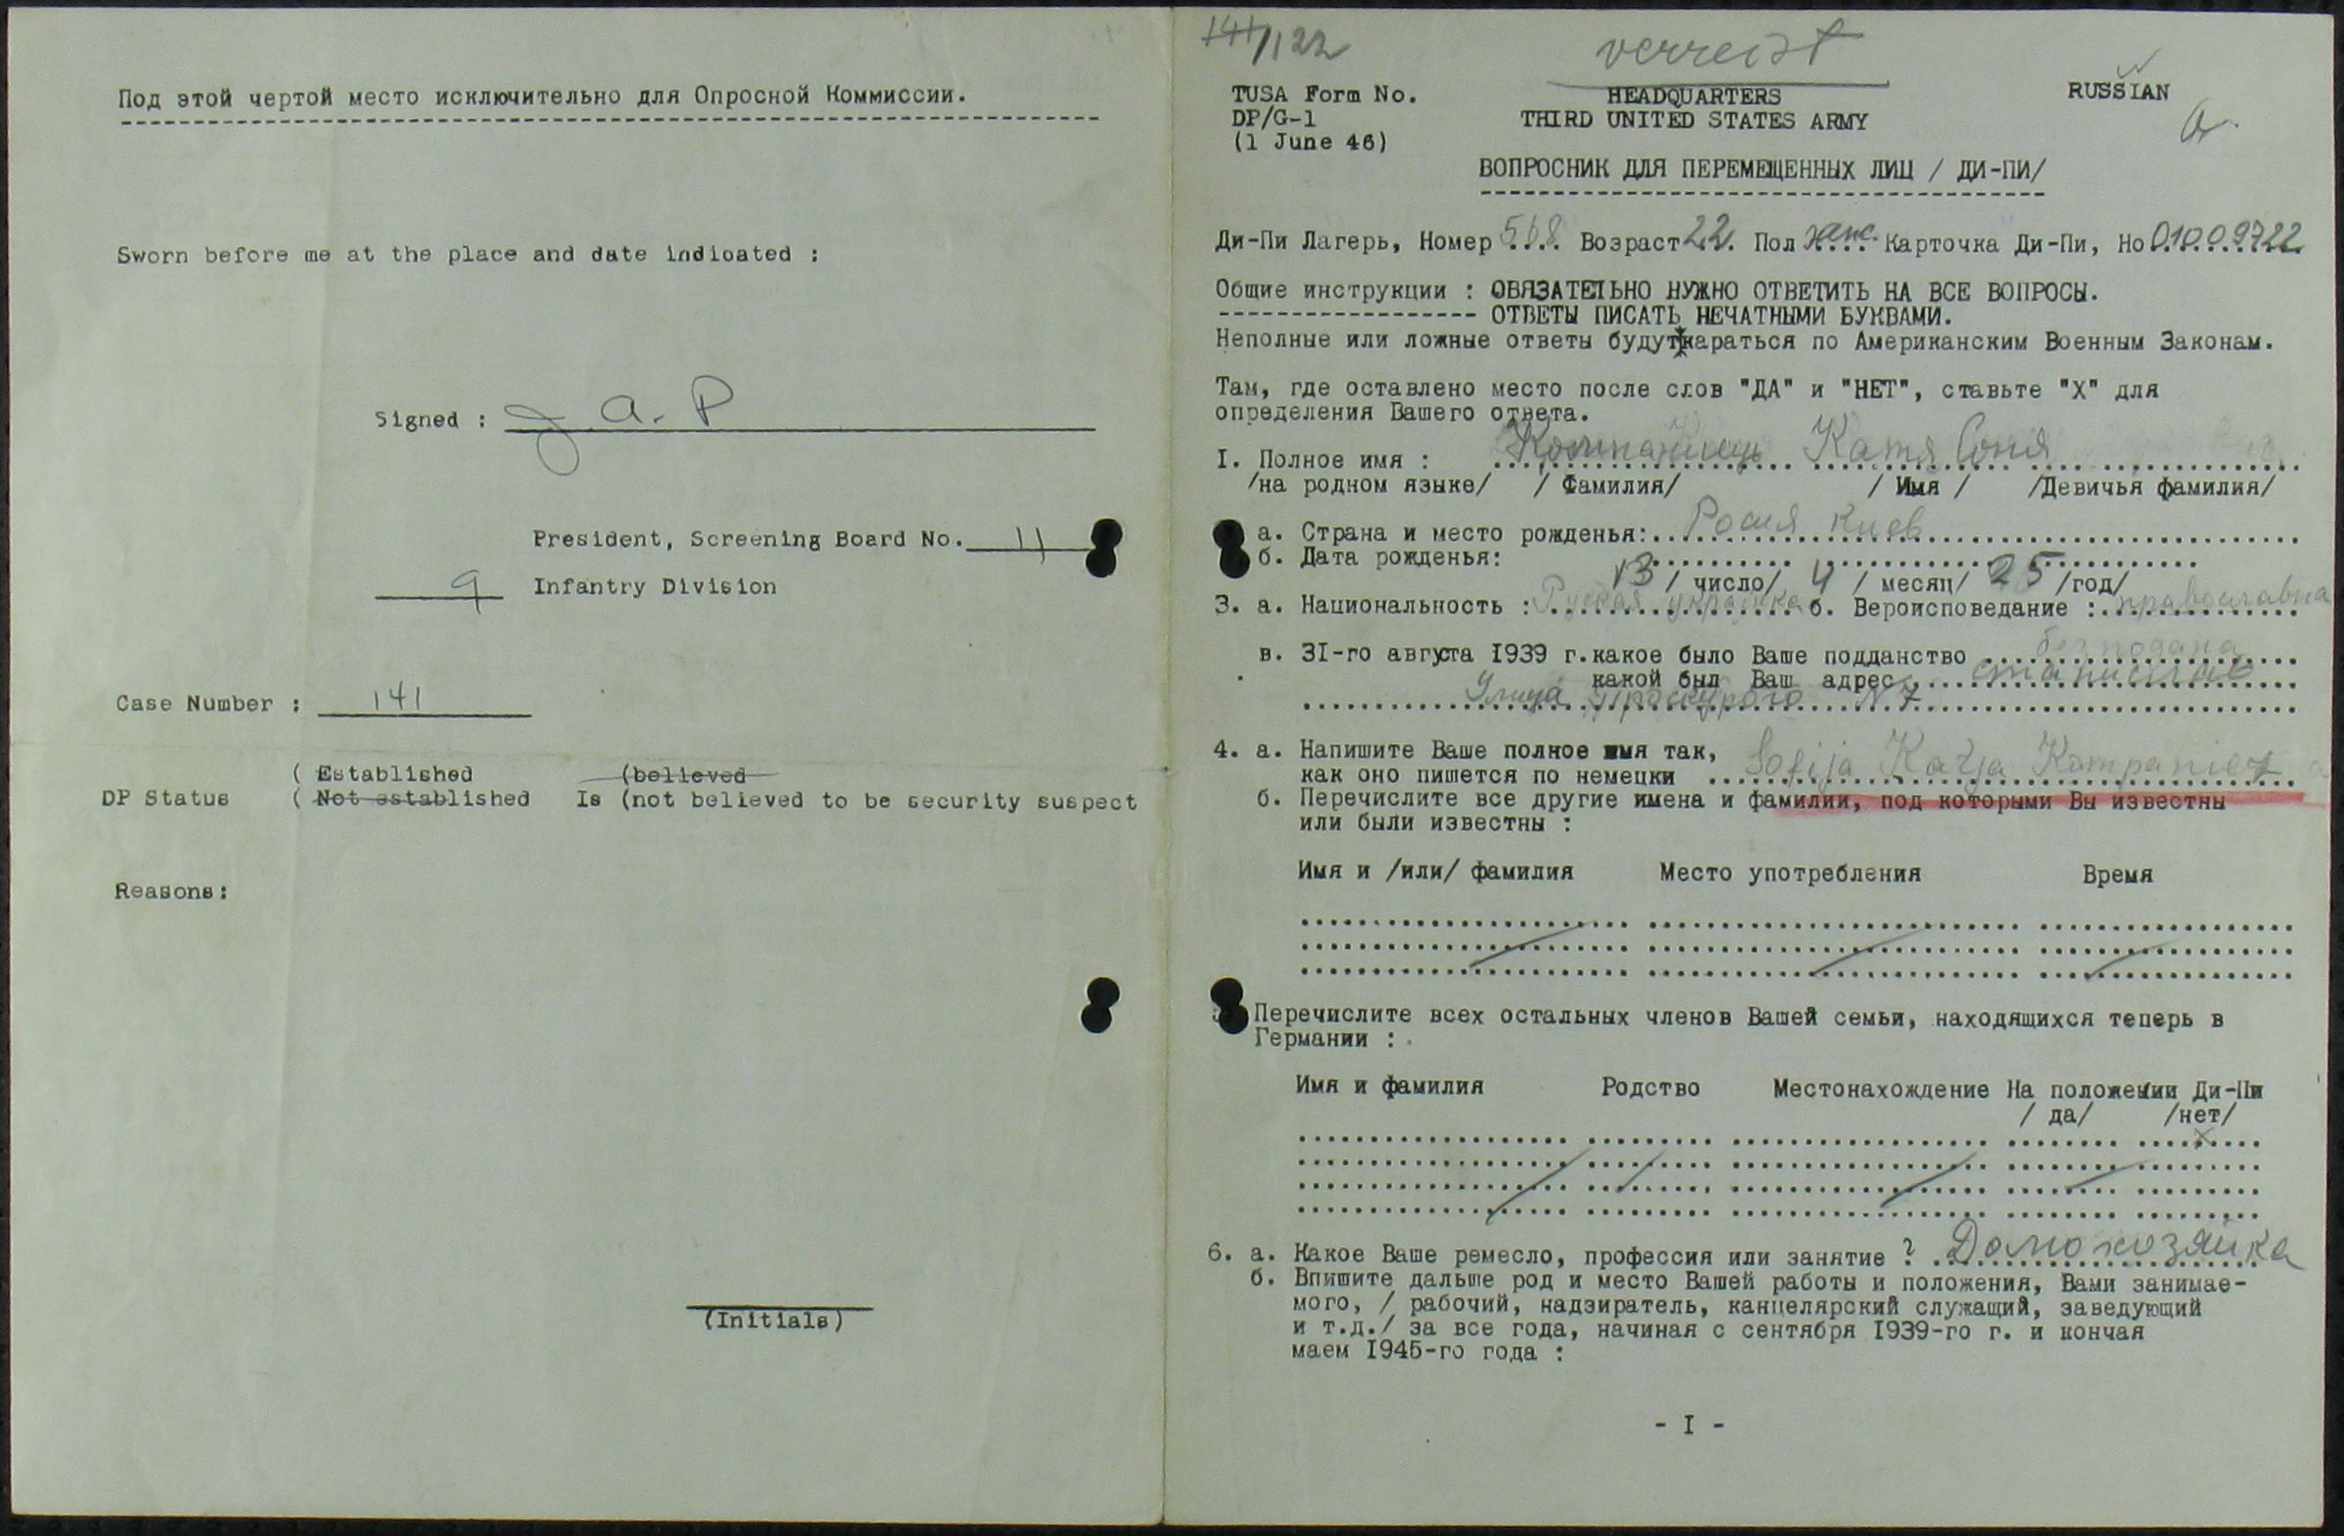 Под этой чертой место исключительно для Опросной Коммиссии.
Sworn before me at the place and date indicated :
Signed : J. a. P
President, Screening Board No. 11
9 Infantry Division
Case Number : 141
( Established (believed
DP Status ( Not established Is (not believed to be security suspect
Reasons:
(Initials)
141/122 verreist
TUSA Form No. HEADQUARTERS RUSSIAN
DP/G-1 THIRD UNITED STATES ARMY
(1 June 46)
ВОПРОСНИК ДЛЯ ПЕРЕМЕЩЕННЫХ ЛИЦ / ДИ-ПИ/
Ди-Пи Лагерь, Номер 568 Возраст 22 Пол женс. Карточка Ди-Пи, Но 01009722
Общие инструкции : ОБЯЗАТЕЛЬНО НУЖНО ОТВЕТИТЬ НА ВСЕ ВОПРОСЫ.
ОТВЕТЫ ПИСАТЬ НЕЧАТНЫМИ БУКВАМИ.
Неполные или ложные ответы будут караться по Американским Военным Законам.
Там, где оставлено место после слов "ДА" и "НЕТ", ставьте "Х" для
определения Вашего ответа.
I. Полное имя : Компаниец Катя Соня
/на родном языке/ / Фамилия/ / Имя / /Девичья фамилия/
а. Страна и место рожденья: Росия Киев
б. Дата рожденья:
13 / число/ 4 / месяц/ 25 /год/
3. а. Национальность : Руская украинка б. Вероисповедание : православна
в. 31-го августа 1939 г. какое было Ваше подданство безподана
какой был Ваш адрес Станислав
Улица N 7
4. а. Напишите Ваше полное имя так,
как оно пишется по немецки Sofija Katja Kampaniez
б. Перечислите все другие имена и фамилии, под которыми Вы известны
или были известны :
Имя и /или/ фамилия Место употребления Время
Перечислите всех остальных членов Вашей семьи, находящихся теперь в
Германии :
Имя и фамилия Родство Местонахождение На положении Ди-Пи
/ да/ /нет/
x
6. а. Какое Ваше ремесло, профессия или занятие ? Домохозяйка
б. Впишите дальше род и место Вашей работы и положения, Вами занимае-
мого, / рабочий, надзиратель, канцелярский служащий, заведующий
и т.д./ за все года, начиная с сентября 1939-го г. и кончая
маем 1945-го года :
- I -